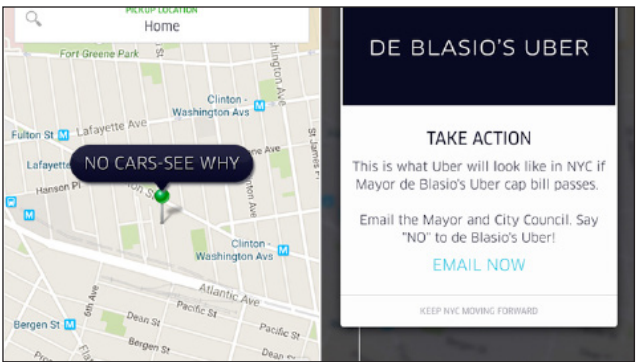 PICKUP LOCATION
Home
Fort Greene Park
Clinton -
Washington Avs M
Fulton St M
Lafayette Ave
Lafayette
NO CARS-SEE WHY
Hanson Pl
Clinton -
Washington Avs M
Atlantic Ave
6th Ave
Pacific St
Dean St
Pacific St
Bergen St M
Bergen St
Dean
DE BLASIO'S UBER
TAKE ACTION
This is what Uber will look like in NYC if
Mayor de Blasio's Uber cap bill passes.
Email the Mayor and City Council. Say
"NO" to de Blasio's Uber!
EMAIL NOW
KEEP NYC MOVING FORWARD